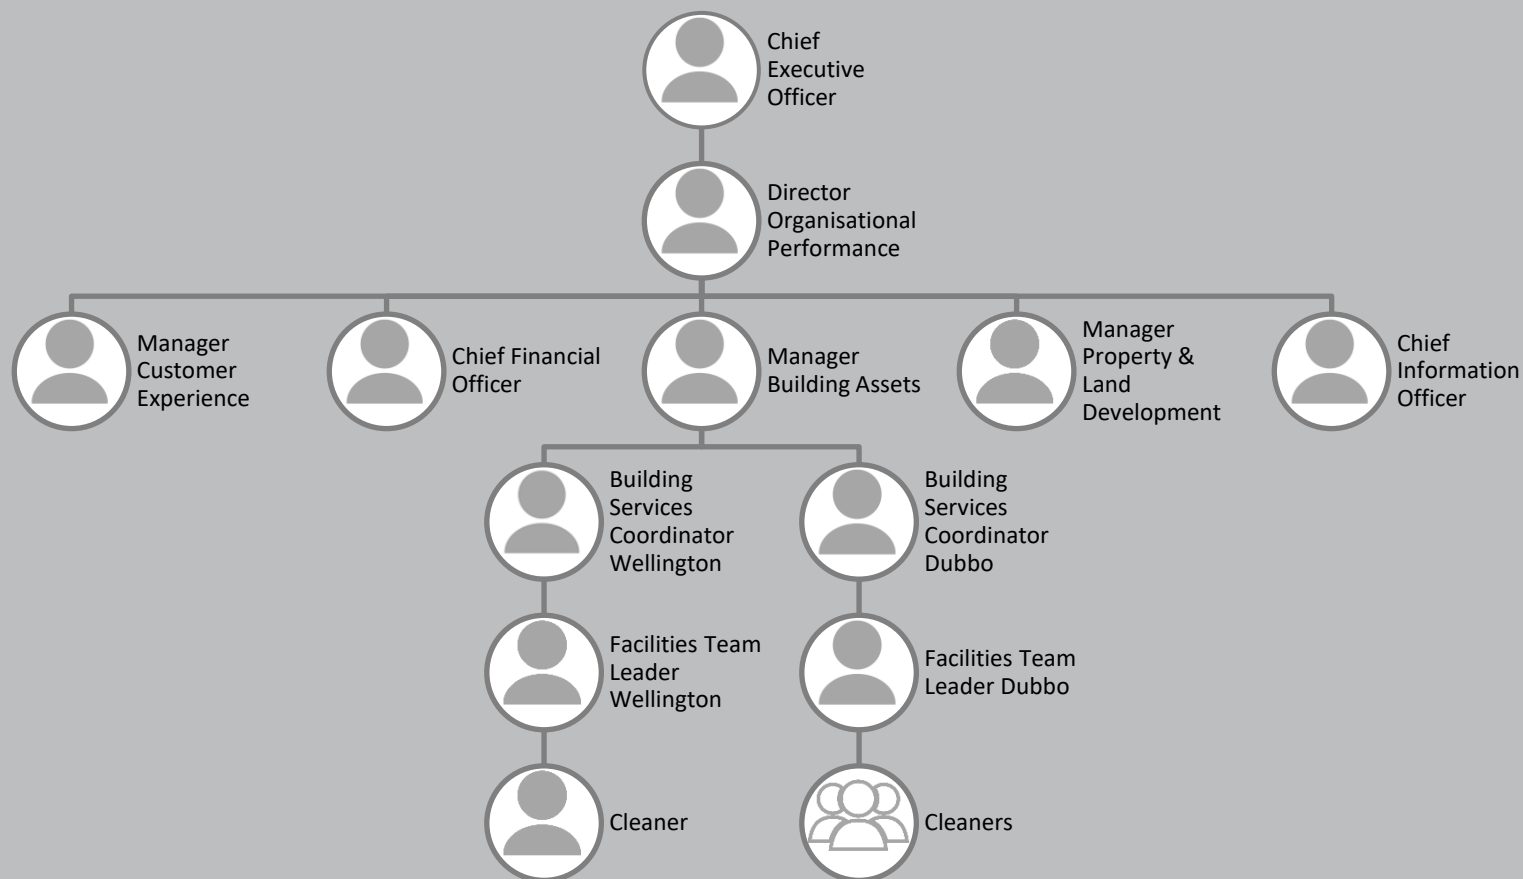 Chief
Executive
Officer
Director
Organisational
Performance
Manager
Customer
Experience
Chief Financial
Officer
Manager
Building Assets
Manager
Property &
Land
Development
Chief
Information
Officer
Building
Services
Coordinator
Wellington
Building
Services
Coordinator
Dubbo
Facilities Team
Leader
Wellington
Facilities Team
Leader Dubbo
Cleaner
Cleaners